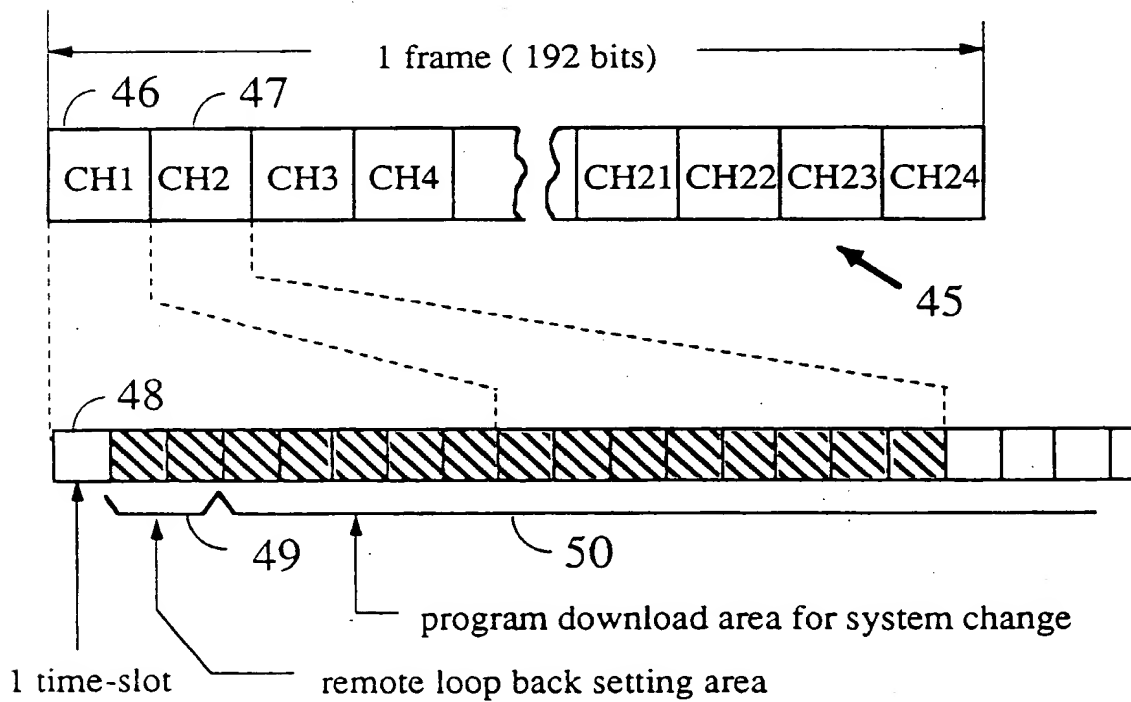 1 frame ( 192 bits)
46 47
CH1 CH2 CH3 CH4 CH21 CH22 CH23 CH24
45
48
49 50
program download area for system change
1 time-slot remote loop back setting area